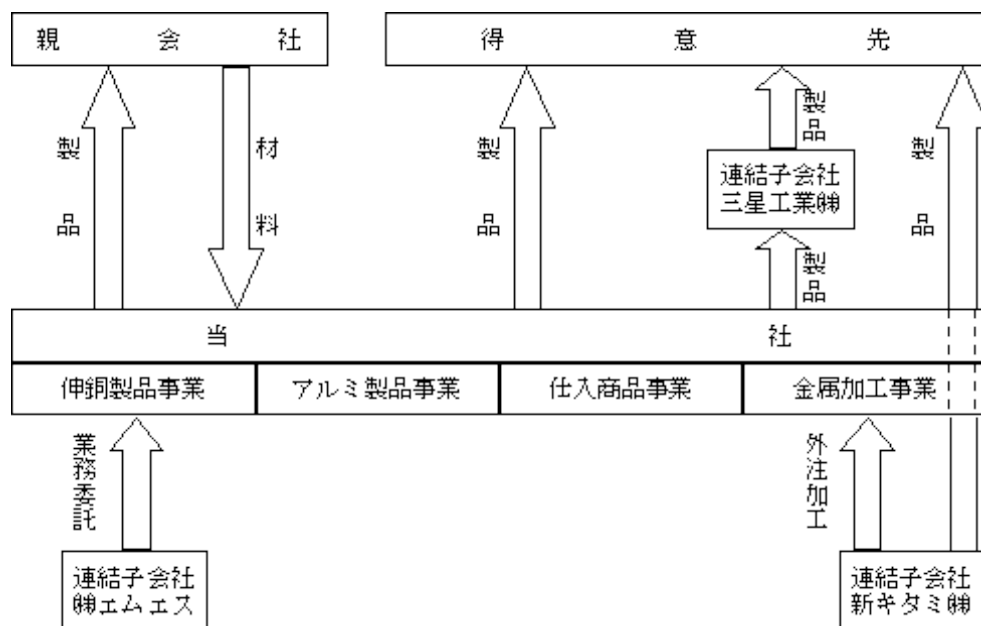 親会社
得意先
製品
材料
製品
製品
連結子会社
三星工業㈱
製品
製品
当社
伸銅製品事業
アルミ製品事業
仕入商品事業
金属加工事業
業務委託
外注加工
連結子会社
㈱エムエス
連結子会社
新キタミ㈱